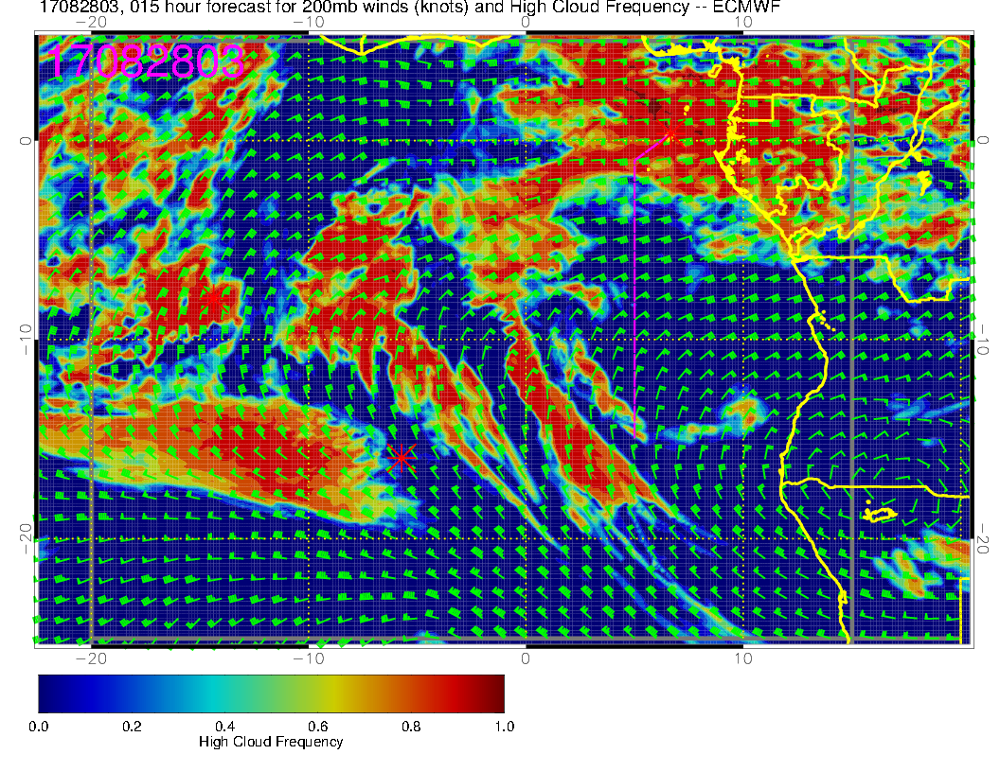 17082803, 015 hour forecast for 200mb winds (knots) and High Cloud Frequency -- ECMWF
−20 −10 0 10
17082803
0 0
−10 −10
−20 −20
−20 −10 0 10
0.0 0.2 0.4 0.6 0.8 1.0
High Cloud Frequency